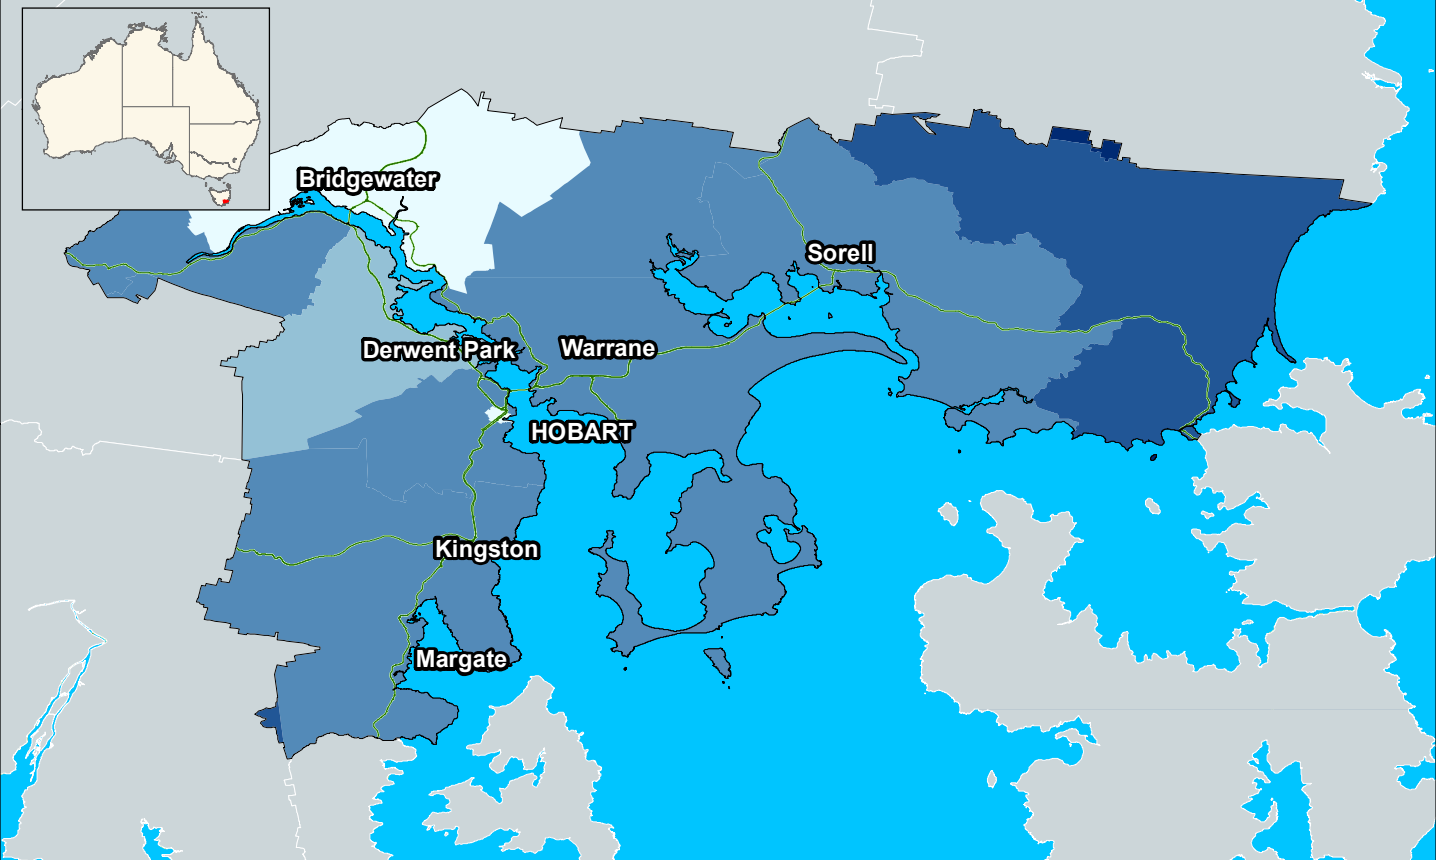 Bridgewater
Sorell
Derwent Park
Warrane
HOBART
Kingston
Margate